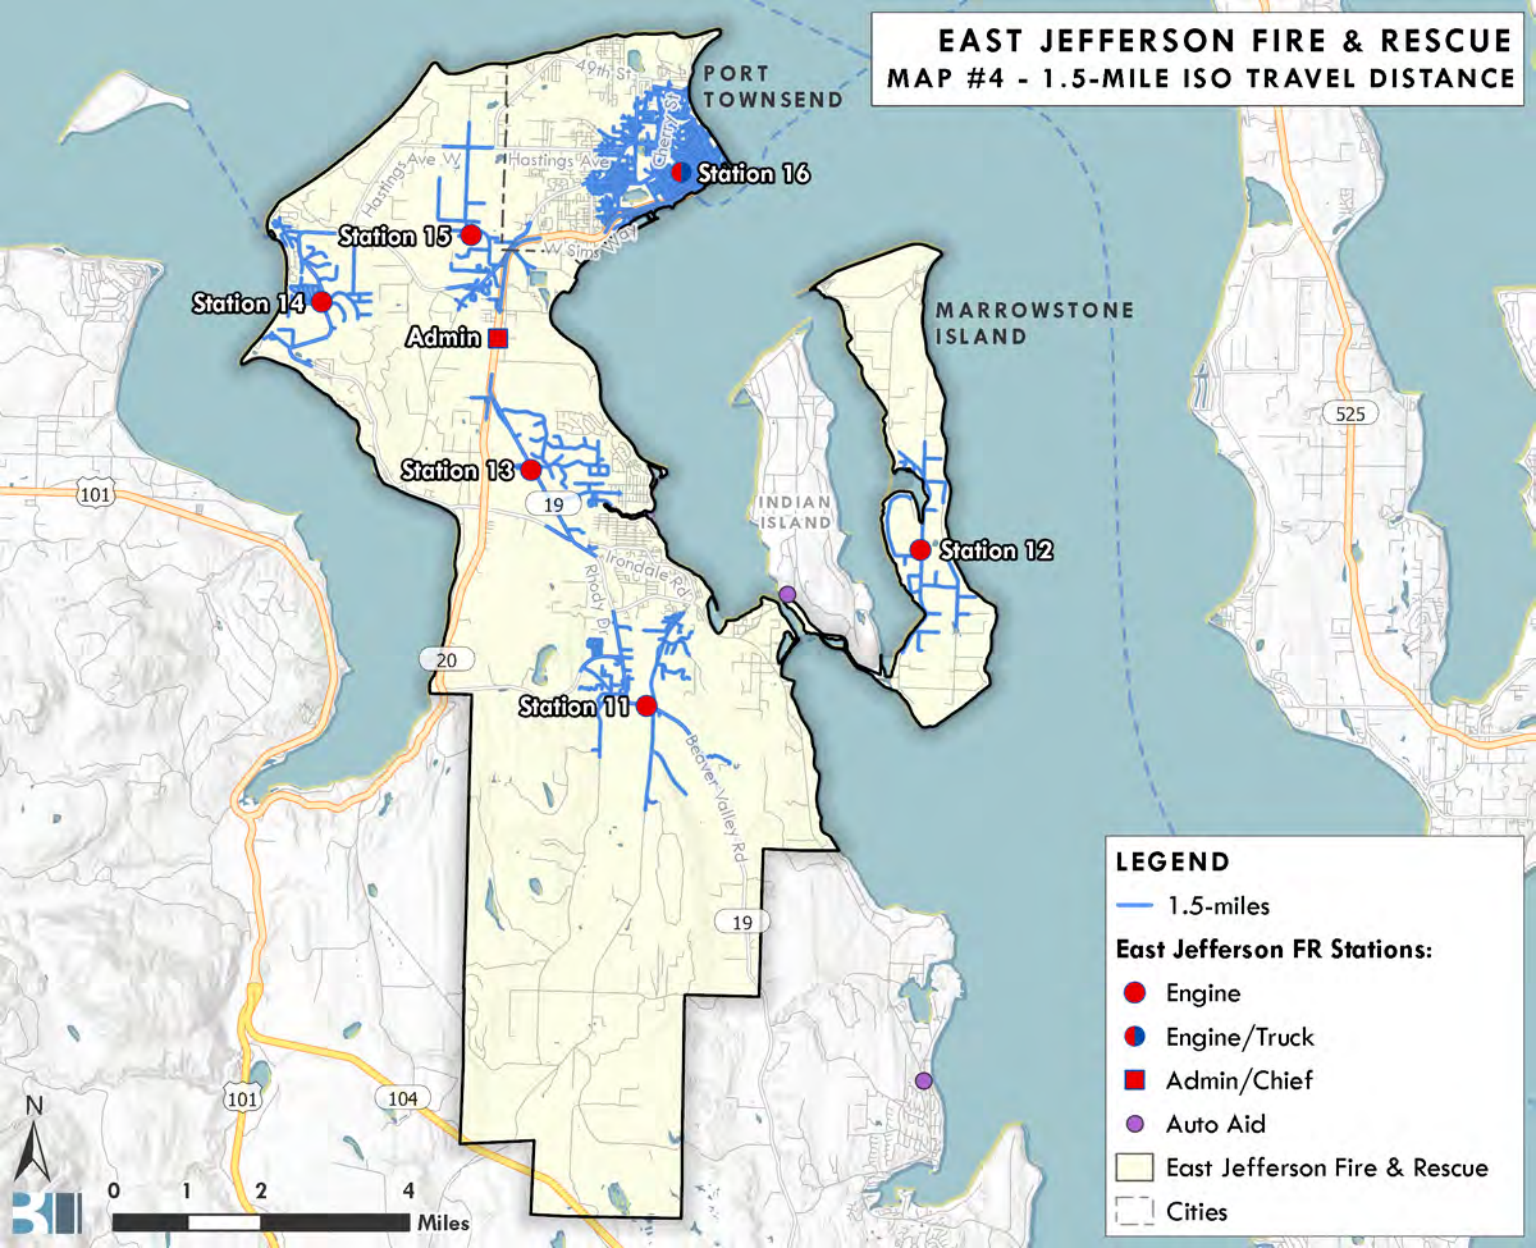 EAST JEFFERSON FIRE & RESCUE
MAP #4 - 1.5-MILE ISO TRAVEL DISTANCE
PORT
TOWNSEND
49th St
Cherry St
Hastings Ave W
Hastings Ave
Station 16
Station 15
W Sims Way
Station 14
Admin
MARROWSTONE
ISLAND
525
Station 13
101
19
INDIAN
ISLAND
Station 12
Irondale Rd
Rhody Dr
20
Station 11
Beaver Valley Rd
19
101
104
N
0 1 2 4
Miles
LEGEND
1.5-miles
East Jefferson FR Stations:
Engine
Engine/Truck
Admin/Chief
Auto Aid
East Jefferson Fire & Rescue
Cities